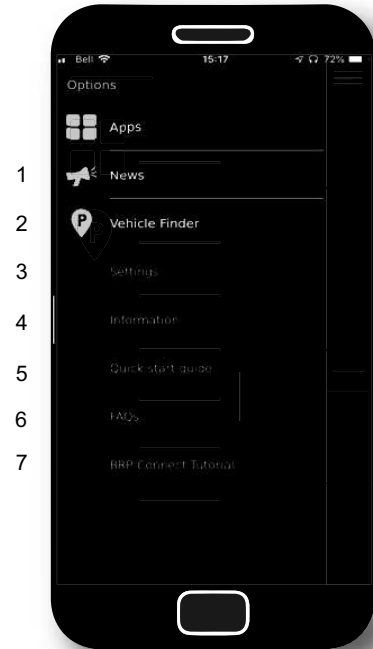 Bell 15:17 72%
Options
Apps
1 News
2 P Vehicle Finder
3 Settings
4 Information
5 Quick start guide
6 FAQs
7 BRP Connect Tutorial